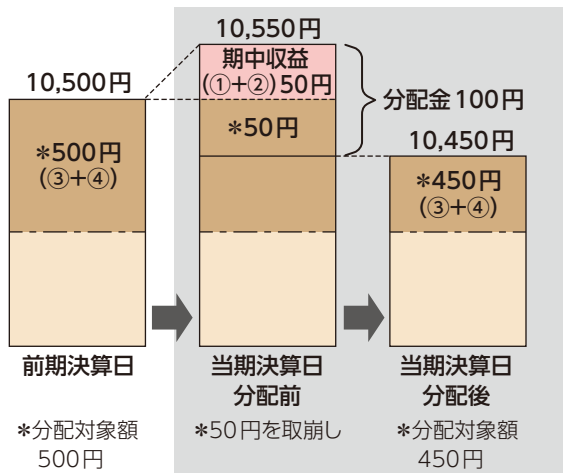 10,500円
*500円
(③+④)
前期決算日
*分配対象額
500円
10,550円
期中収益
(①+②)50円
*50円
分配金100円
当期決算日
分配前
*50円を取崩し
10,450円
*450円
(③+④)
当期決算日
分配後
*分配対象額
450円